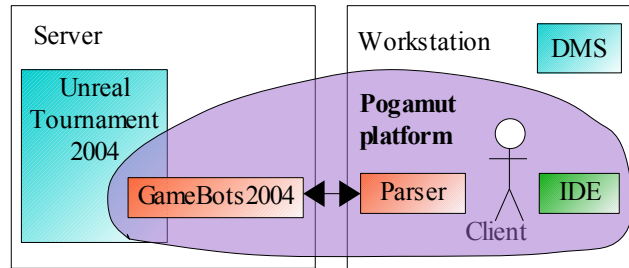 Server
Unreal
Tournament
2004
GameBots2004
Workstation
DMS
Pogamut
platform
Parser
Client
IDE